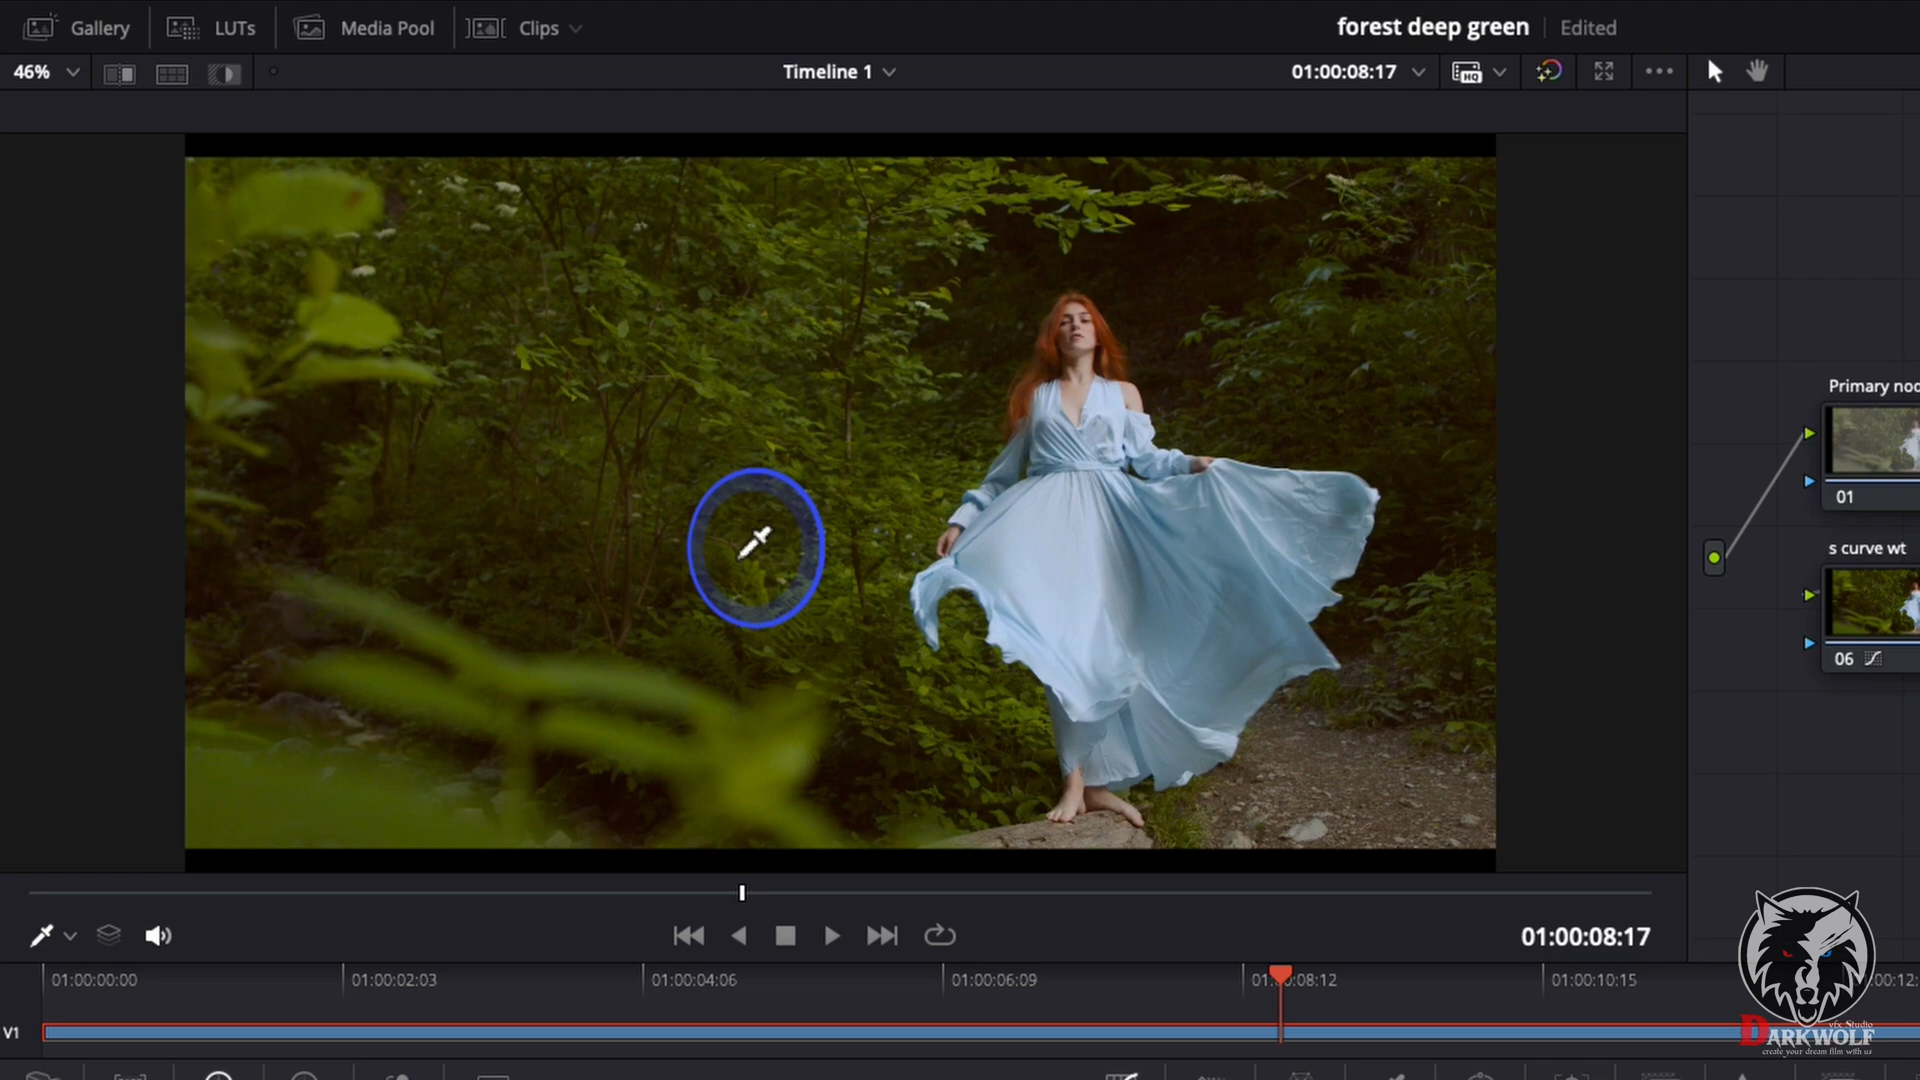 Gallery
LUTs
Media Pool
Clips
forest deep green
Edited
46%
Timeline 1
01:00:08:17
HQ
Primary noc
01
s curve wt
06
01:00:08:17
01:00:00:00
01:00:02:03
01:00:04:06
01:00:06:09
01:00:08:12
01:00:10:15
:00:12:
V1
vfx Studio
DARKWOLF
create your dream film with us